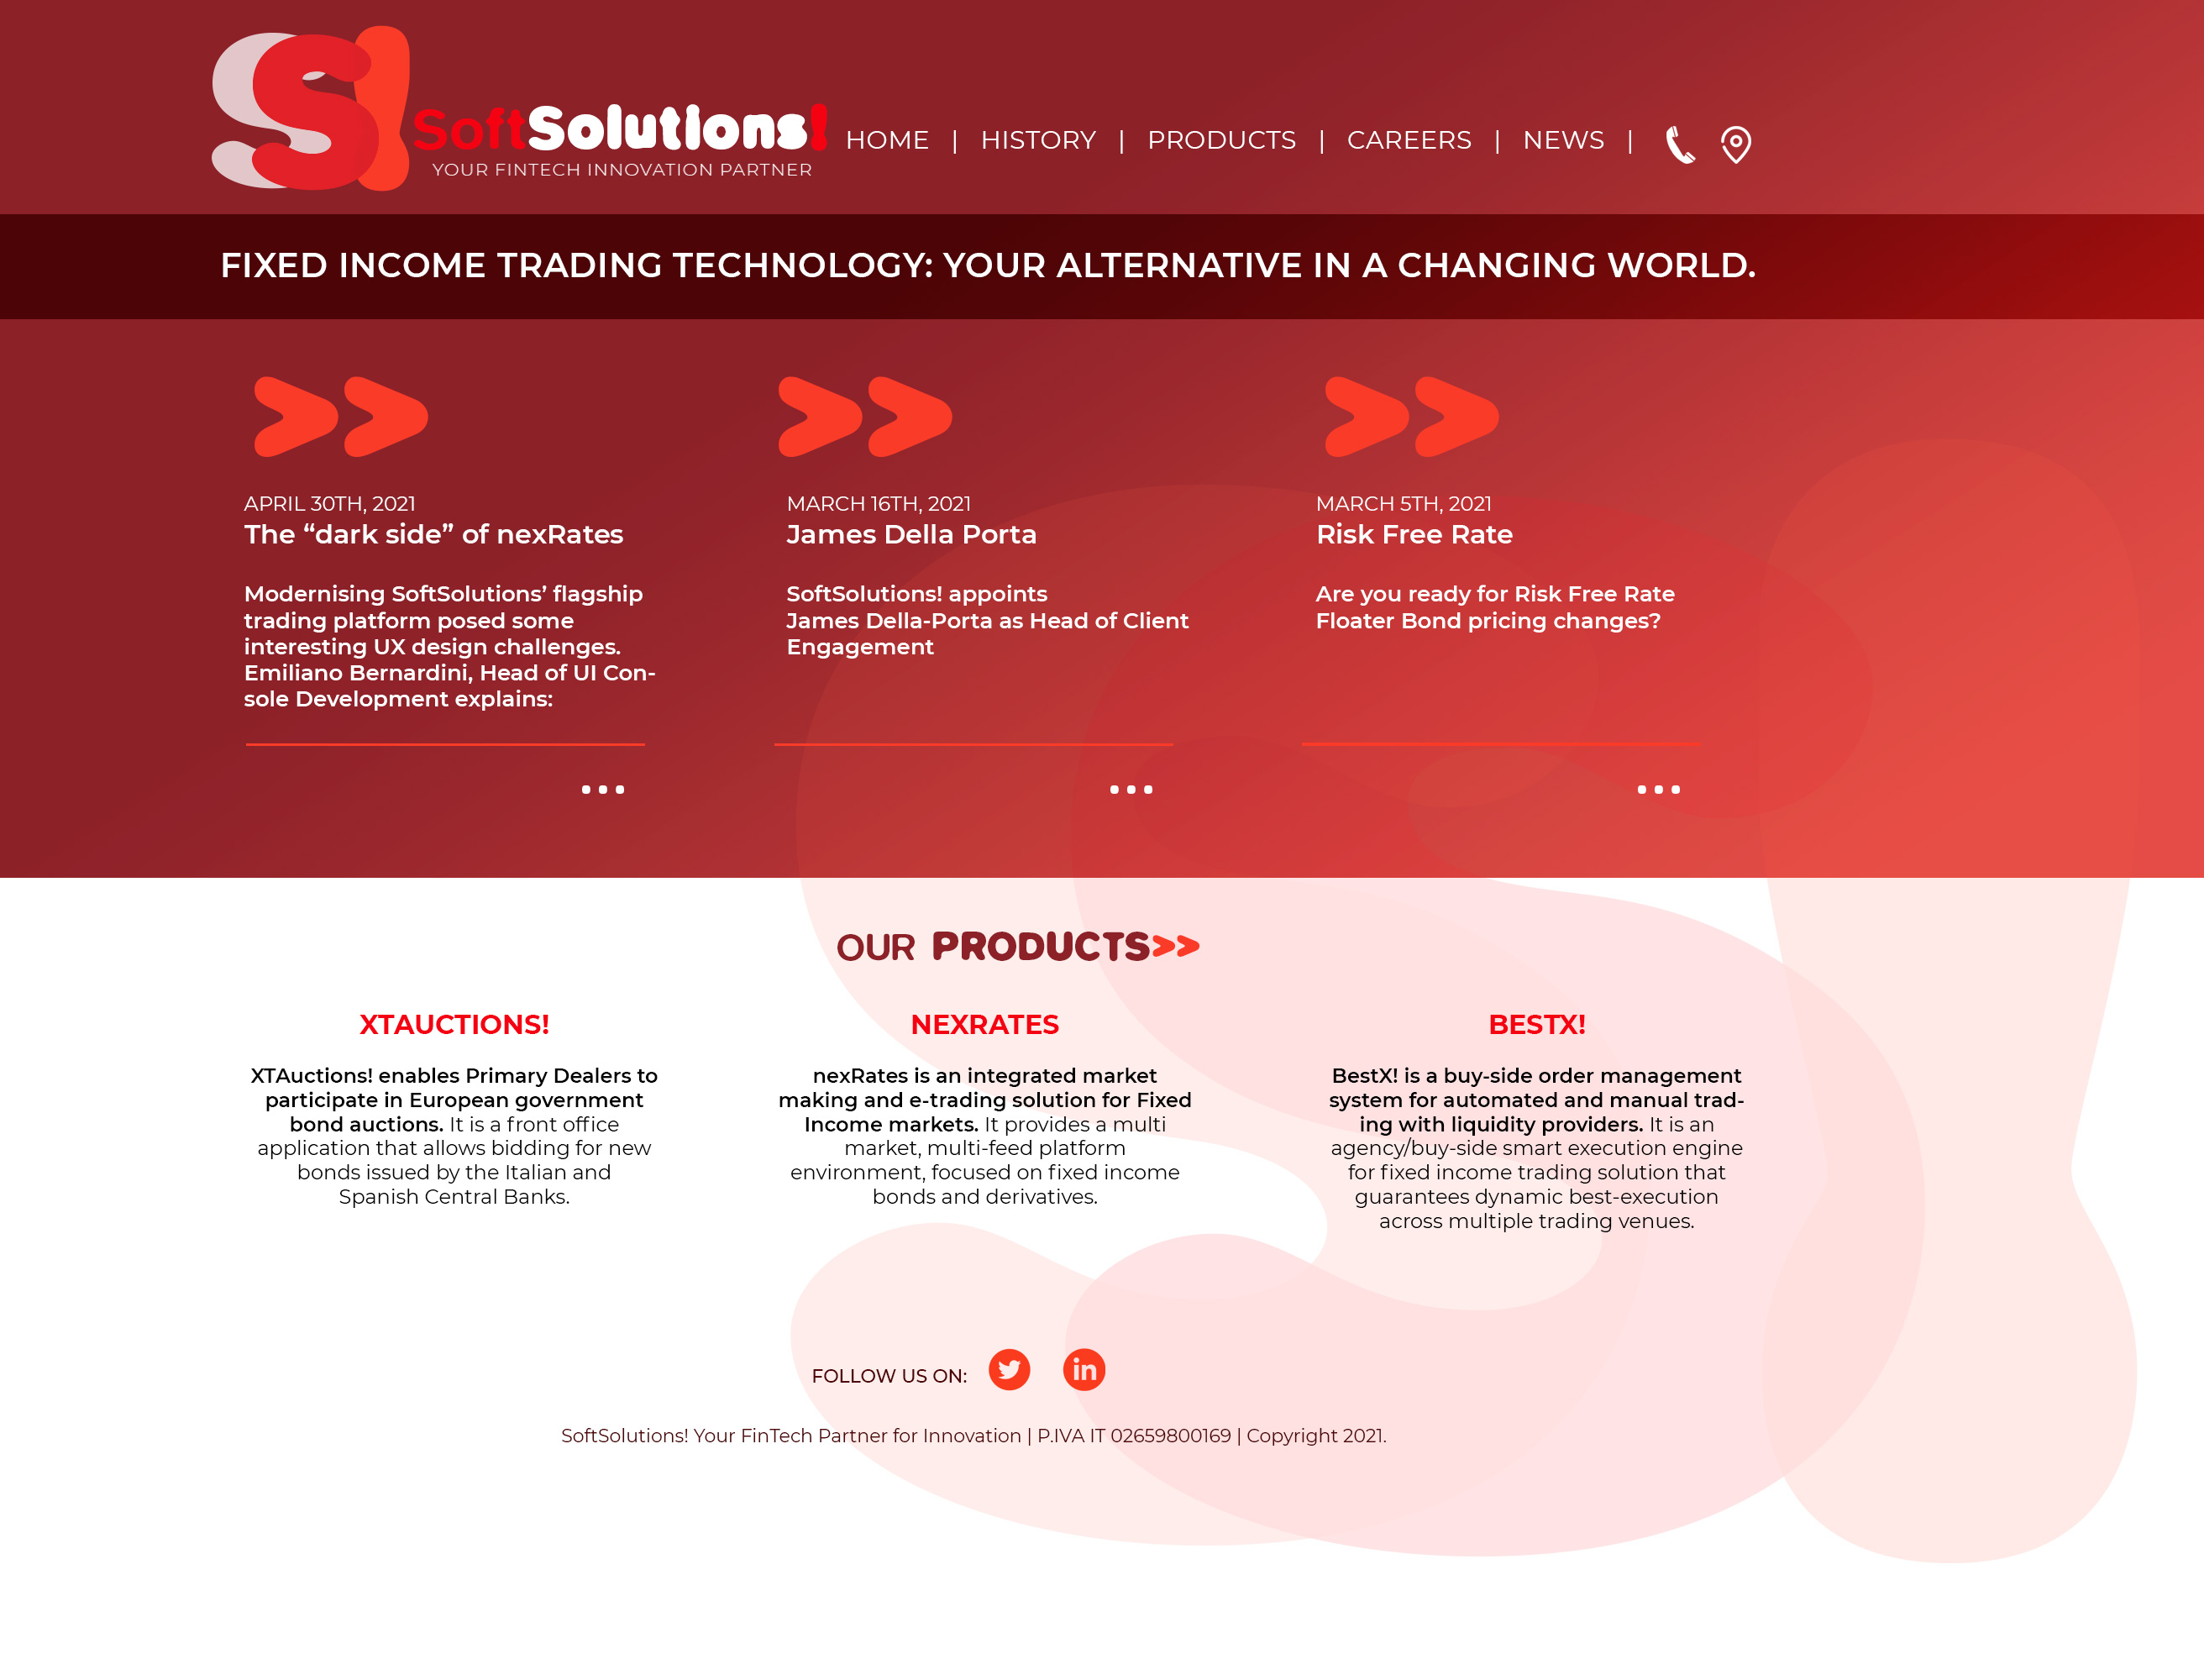 S!
SoftSolutions!
YOUR FINTECH INNOVATION PARTNER
HOME | HISTORY | PRODUCTS | CAREERS | NEWS |
FIXED INCOME TRADING TECHNOLOGY: YOUR ALTERNATIVE IN A CHANGING WORLD.
APRIL 30TH, 2021
The “dark side” of nexRates
Modernising SoftSolutions’ flagship
trading platform posed some
interesting UX design challenges.
Emiliano Bernardini, Head of UI Con-
sole Development explains:
...
MARCH 16TH, 2021
James Della Porta
SoftSolutions! appoints
James Della-Porta as Head of Client
Engagement
...
MARCH 5TH, 2021
Risk Free Rate
Are you ready for Risk Free Rate
Floater Bond pricing changes?
...
OUR PRODUCTS>>
XTAUCTIONS!
XTAuctions! enables Primary Dealers to
participate in European government
bond auctions. It is a front office
application that allows bidding for new
bonds issued by the Italian and
Spanish Central Banks.
NEXRATES
nexRates is an integrated market
making and e-trading solution for Fixed
Income markets. It provides a multi
market, multi-feed platform
environment, focused on fixed income
bonds and derivatives.
BESTX!
BestX! is a buy-side order management
system for automated and manual trad-
ing with liquidity providers. It is an
agency/buy-side smart execution engine
for fixed income trading solution that
guarantees dynamic best-execution
across multiple trading venues.
FOLLOW US ON:
in
SoftSolutions! Your FinTech Partner for Innovation | P.IVA IT 02659800169 | Copyright 2021.